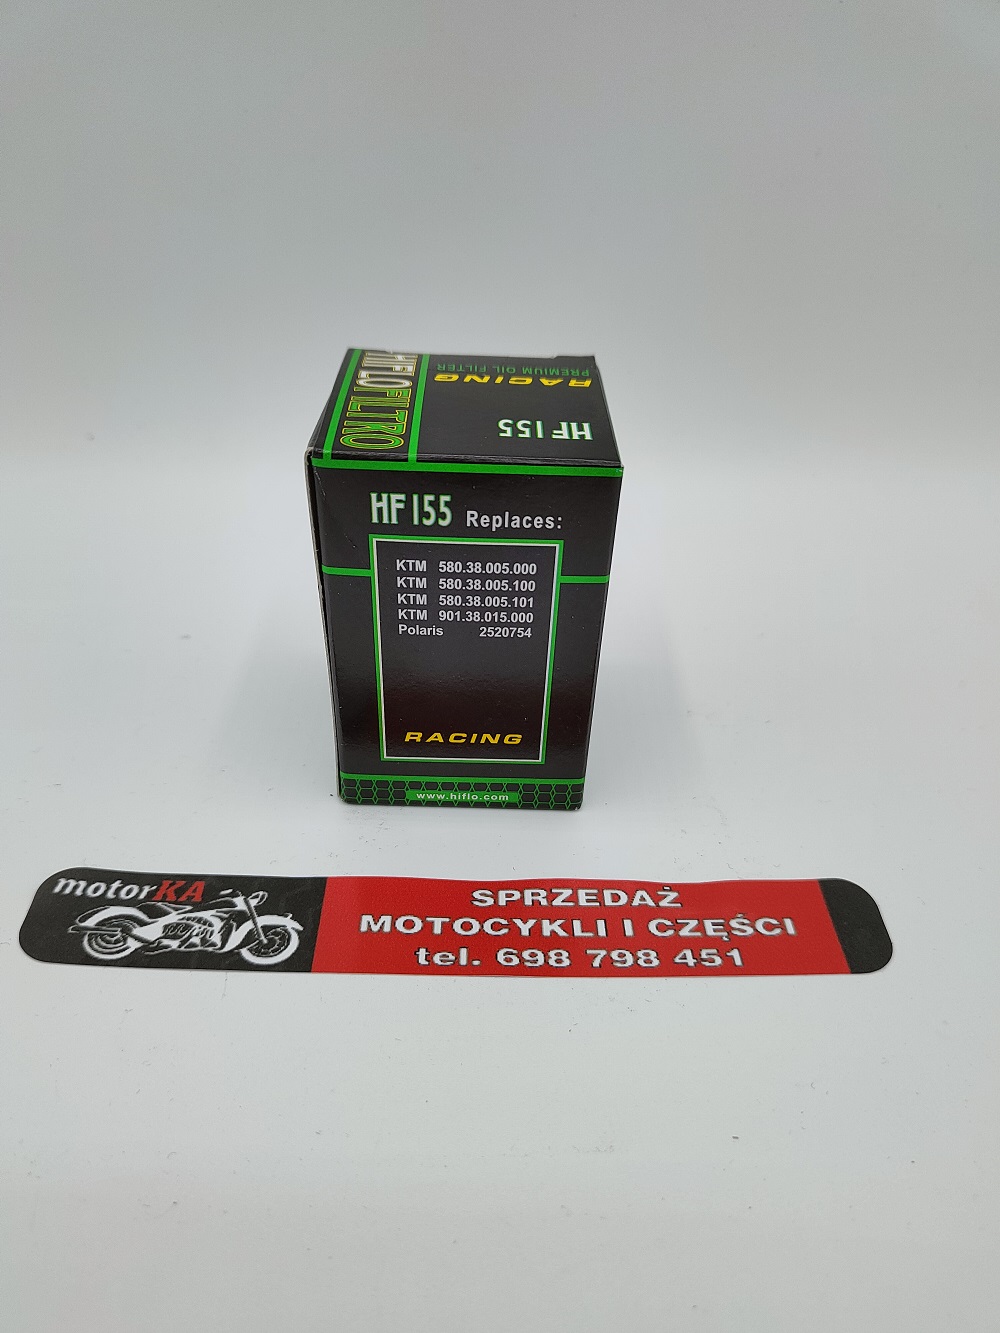 HIFLOFILTRO
RACING
PREMIUM OIL FILTER
HF155
HF155 Replaces:
KTM 580.38.005.000
KTM 580.38.005.100
KTM 580.38.005.101
KTM 901.38.015.000
Polaris 2520754
RACING
www.hiflo.com
motorKA
SPRZEDAŻ
MOTOCYKLI I CZĘŚCI
tel. 698 798 451